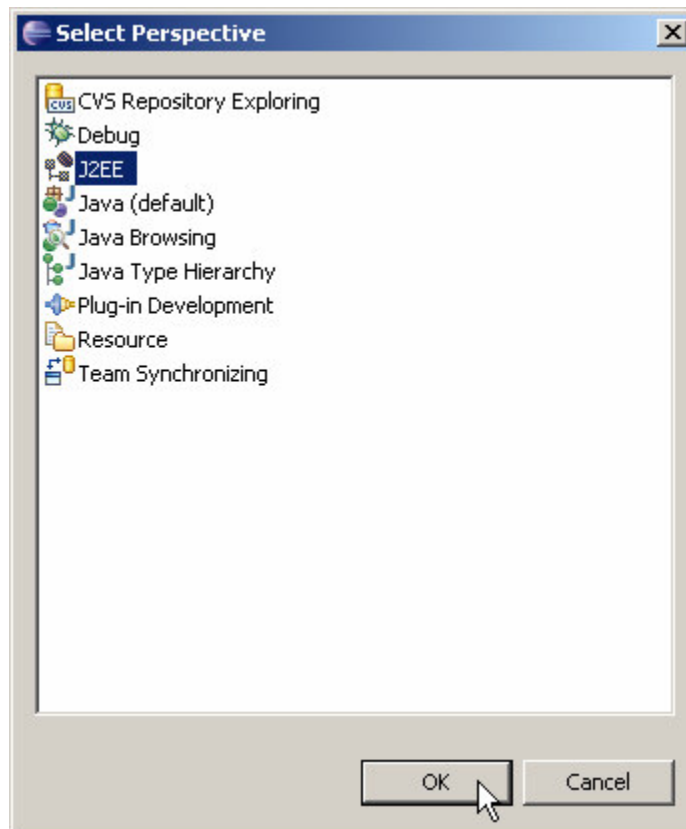 Select Perspective
CVS CVS Repository Exploring
Debug
J2EE
Java (default)
Java Browsing
Java Type Hierarchy
Plug-in Development
Resource
Team Synchronizing
OK Cancel